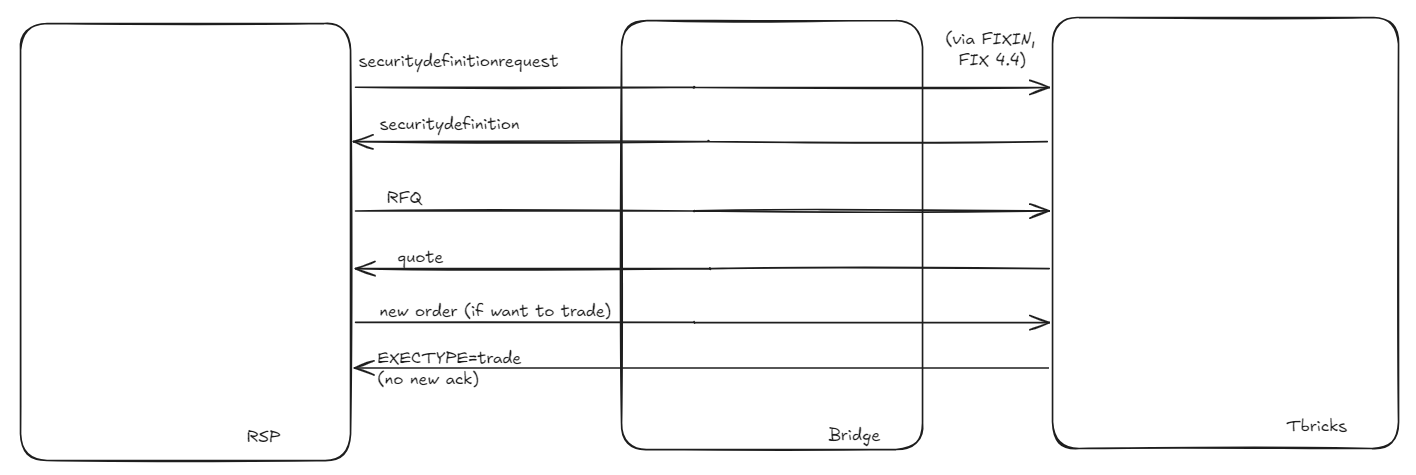 (via FIXIN,
FIX 4.4)
securitydefinitionrequest
securitydefinition
RFQ
quote
new order (if want to trade)
EXECTYPE=trade
(no new ack)
RSP
Bridge
Tbricks